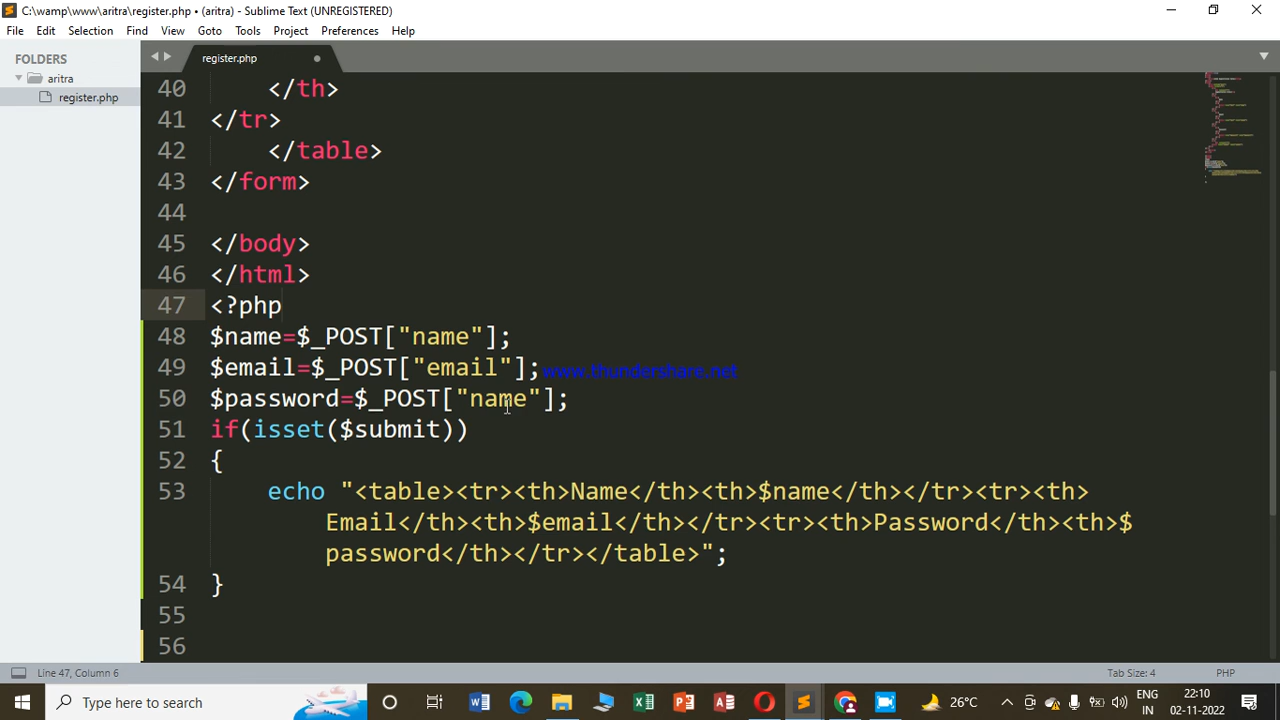 C:\wamp\www\aritra\register.php • (aritra) - Sublime Text (UNREGISTERED)
File Edit Selection Find View Goto Tools Project Preferences Help
FOLDERS
aritra
register.php
register.php
40 </th>
41 </tr>
42 </table>
43 </form>
44
45 </body>
46 </html>
47 <?php
48 $name=$_POST["name"];
49 $email=$_POST["email"];
www.thundershare.net
50 $password=$_POST["name"];
51 if(isset($submit))
52 {
53 echo "<table><tr><th>Name</th><th>$name</th></tr><tr><th>
Email</th><th>$email</th></tr><tr><th>Password</th><th>$
password</th></tr></table>";
54 }
55
56
Line 47, Column 6
Tab Size: 4 PHP
Type here to search
26°C
ENG
IN
22:10
02-11-2022